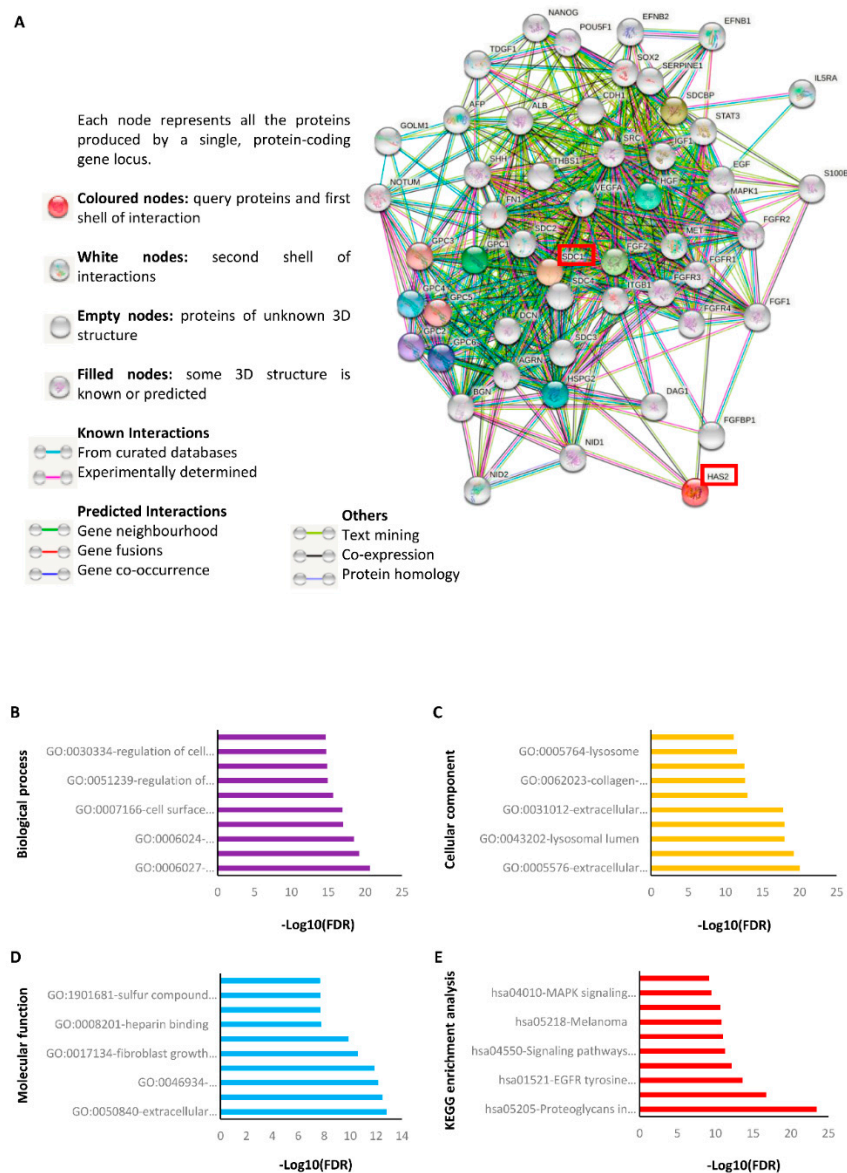 A
Each node represents all the proteins
produced by a single, protein-coding
gene locus.
Coloured nodes: query proteins and first
shell of interaction
White nodes: second shell of
interactions
Empty nodes: proteins of unknown 3D
structure
Filled nodes: some 3D structure is
known or predicted
Known Interactions
From curated databases
Experimentally determined
Predicted Interactions
Gene neighbourhood
Gene fusions
Gene co-occurrence
Others
Text mining
Co-expression
Protein homology
NANOG
POU5F1
EFNB2
EFNB1
TDGF1
SOX2
SERPINE1
IL5RA
CDH1
SDCBP
AFP
ALB
STAT3
GOLM1
SRC
IGF1
SHH
THBS1
EGF
S100B
NOTUM
VEGFA
HGF
MAPK1
FN1
FGFR2
GPC3
GPC1
SDC2
SDC1
FGF2
MET
FGFR1
GPC4
GPC5
SDC4
ITGB1
FGFR3
FGF1
GPC2
GPC6
DCN
SDC3
FGFR4
AGRN
BGN
HSPG2
DAG1
FGFBP1
NID1
NID2
HAS2
B
Biological process
GO:0030334-regulation of cell...
GO:0051239-regulation of...
GO:0007166-cell surface...
GO:0006024-...
GO:0006027-...
0 5 10 15 20 25
-Log10(FDR)
C
Cellular component
GO:0005764-lysosome
GO:0062023-collagen-...
GO:0031012-extracellular...
GO:0043202-lysosomal lumen
GO:0005576-extracellular...
0 5 10 15 20 25
-Log10(FDR)
D
Molecular function
GO:1901681-sulfur compound...
GO:0008201-heparin binding
GO:0017134-fibroblast growth...
GO:0046934-...
GO:0050840-extracellular...
0 2 4 6 8 10 12 14
-Log10(FDR)
E
KEGG enrichment analysis
hsa04010-MAPK signaling...
hsa05218-Melanoma
hsa04550-Signaling pathways...
hsa01521-EGFR tyrosine...
hsa05205-Proteoglycans in...
0 5 10 15 20 25
-Log10(FDR)